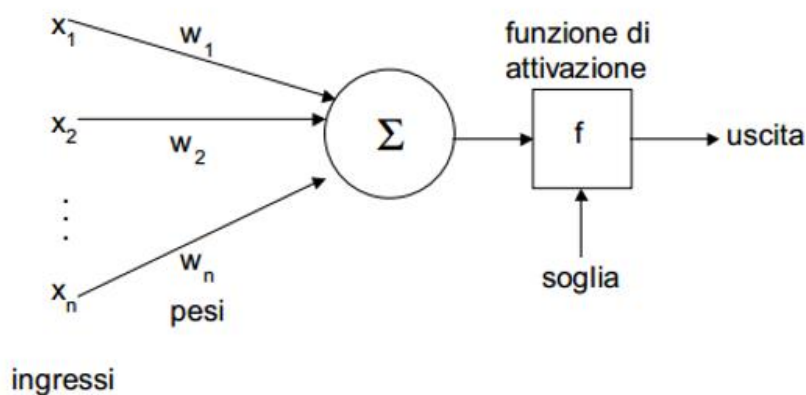 x1
w1
funzione di
attivazione
x2
w2
Σ
f
uscita
⋮
xn
wn
pesi
soglia
ingressi